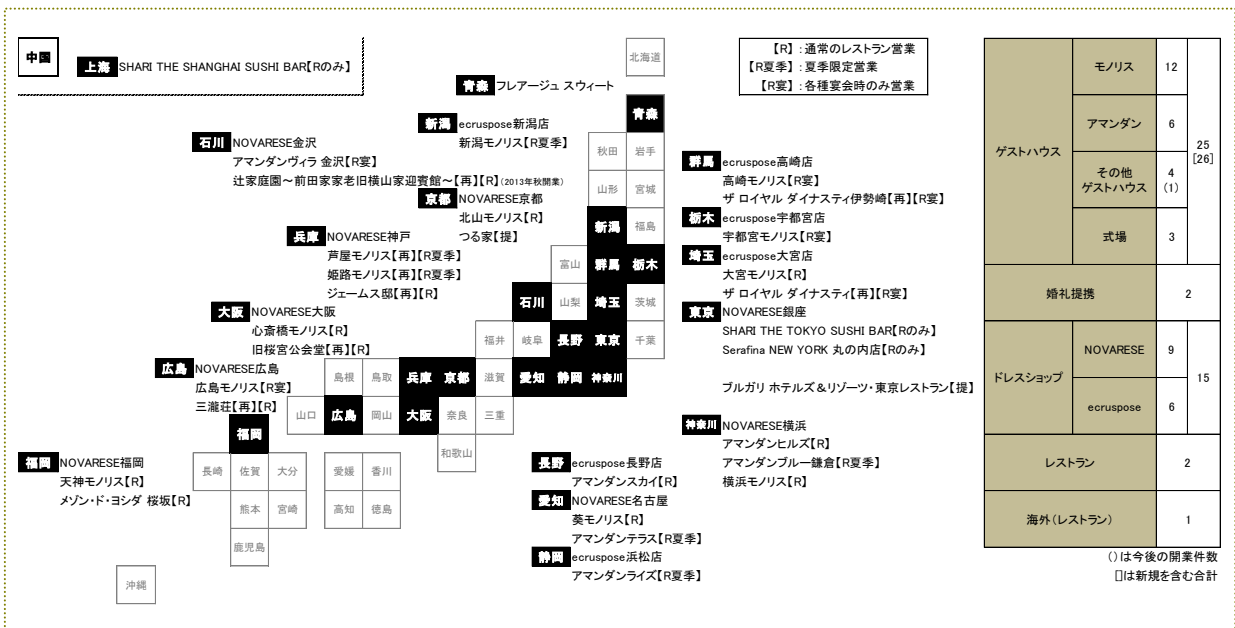 中国
上海 SHARI THE SHANGHAI SUSHI BAR【Rのみ】
【R】：通常のレストラン営業
【R夏季】：夏季限定営業
【R宴】：各種宴会時のみ営業
青森 フレアージュ スウィート
新潟 ecruspose新潟店
新潟モノリス【R夏季】
石川 NOVARESE金沢
アマンダンヴィラ 金沢【R宴】
辻家庭園～前田家家老旧横山家迎賓館～【再】【R】(2013年秋開業)
京都 NOVARESE京都
北山モノリス【R】
つる家【提】
兵庫 NOVARESE神戸
芦屋モノリス【再】【R夏季】
姫路モノリス【再】【R夏季】
ジェームス邸【再】【R】
大阪 NOVARESE大阪
心斎橋モノリス【R】
旧桜宮公会堂【再】【R】
広島 NOVARESE広島
広島モノリス【R宴】
三瀧荘【再】【R】
福岡 NOVARESE福岡
天神モノリス【R】
メゾン・ド・ヨシダ 桜坂【R】
群馬 ecruspose高崎店
高崎モノリス【R宴】
ザ ロイヤル ダイナスティ伊勢崎【再】【R宴】
栃木 ecruspose宇都宮店
宇都宮モノリス【R宴】
埼玉 ecruspose大宮店
大宮モノリス【R】
ザ ロイヤル ダイナスティ【再】【R宴】
東京 NOVARESE銀座
SHARI THE TOKYO SUSHI BAR【Rのみ】
Serafina NEW YORK 丸の内店【Rのみ】
ブルガリ ホテルズ＆リゾーツ・東京レストラン【提】
神奈川 NOVARESE横浜
アマンダンヒルズ【R】
アマンダンブルー鎌倉【R夏季】
横浜モノリス【R】
長野 ecruspose長野店
アマンダンスカイ【R】
愛知 NOVARESE名古屋
葵モノリス【R】
アマンダンテラス【R夏季】
静岡 ecruspose浜松店
アマンダンライズ【R夏季】
北海道
青森
秋田 岩手
山形 宮城
新潟 福島
富山 群馬 栃木
石川 山梨 埼玉 茨城
福井 岐阜 長野 東京 千葉
島根 鳥取 兵庫 京都 滋賀 愛知 静岡 神奈川
山口 広島 岡山 大阪 奈良 三重
福岡 和歌山
長崎 佐賀 大分 愛媛 香川
熊本 宮崎 高知 徳島
鹿児島
沖縄
ゲストハウス モノリス 12
アマンダン 6
25
[26]
その他
ゲストハウス 4
(1)
式場 3
婚礼提携 2
ドレスショップ NOVARESE 9
15
ecruspose 6
レストラン 2
海外(レストラン) 1
()は今後の開業件数
[]は新規を含む合計